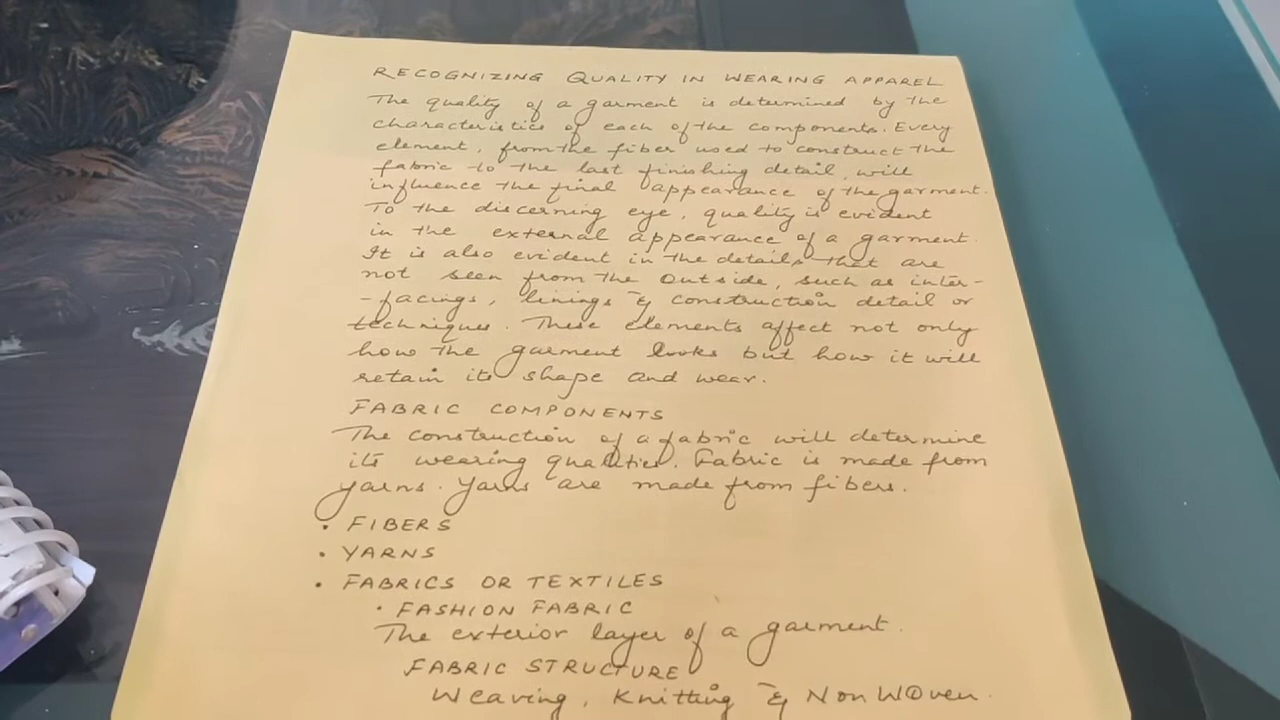 RECOGNIZING QUALITY IN WEARING APPAREL
The quality of a garment is determined by the
characteristics of each of the components. Every
element, from the fiber used to construct the
fabric to the last finishing detail, will
influence the final appearance of the garment.
To the discerning eye, quality is evident
in the external appearance of a garment.
It is also evident in the details that are
not seen from the outside, such as inter-
-facings, linings & construction detail or
techniques. These elements affect not only
how the garment looks but how it will
retain its shape and wear.
FABRIC COMPONENTS
The construction of a fabric will determine
its wearing qualities. Fabric is made from
yarns. Yarns are made from fibers.
• FIBERS
• YARNS
• FABRICS OR TEXTILES
• FASHION FABRIC
The exterior layer of a garment.
FABRIC STRUCTURE
Weaving, Knitting & Non Woven.